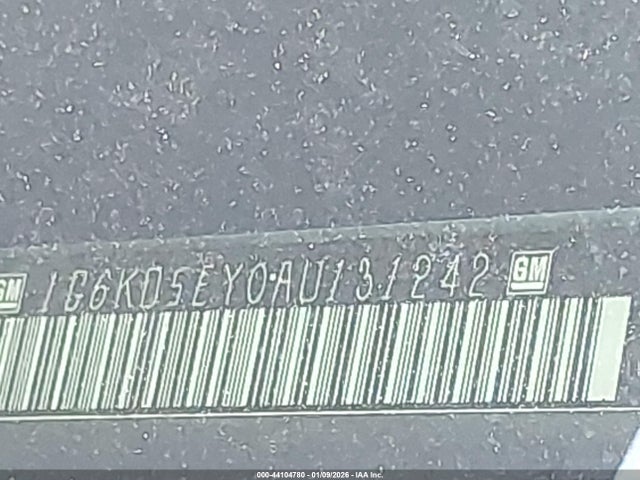 GM 1G6KD5EY0AU131242 GM
000-44104780 - 01/09/2026 - IAA Inc.